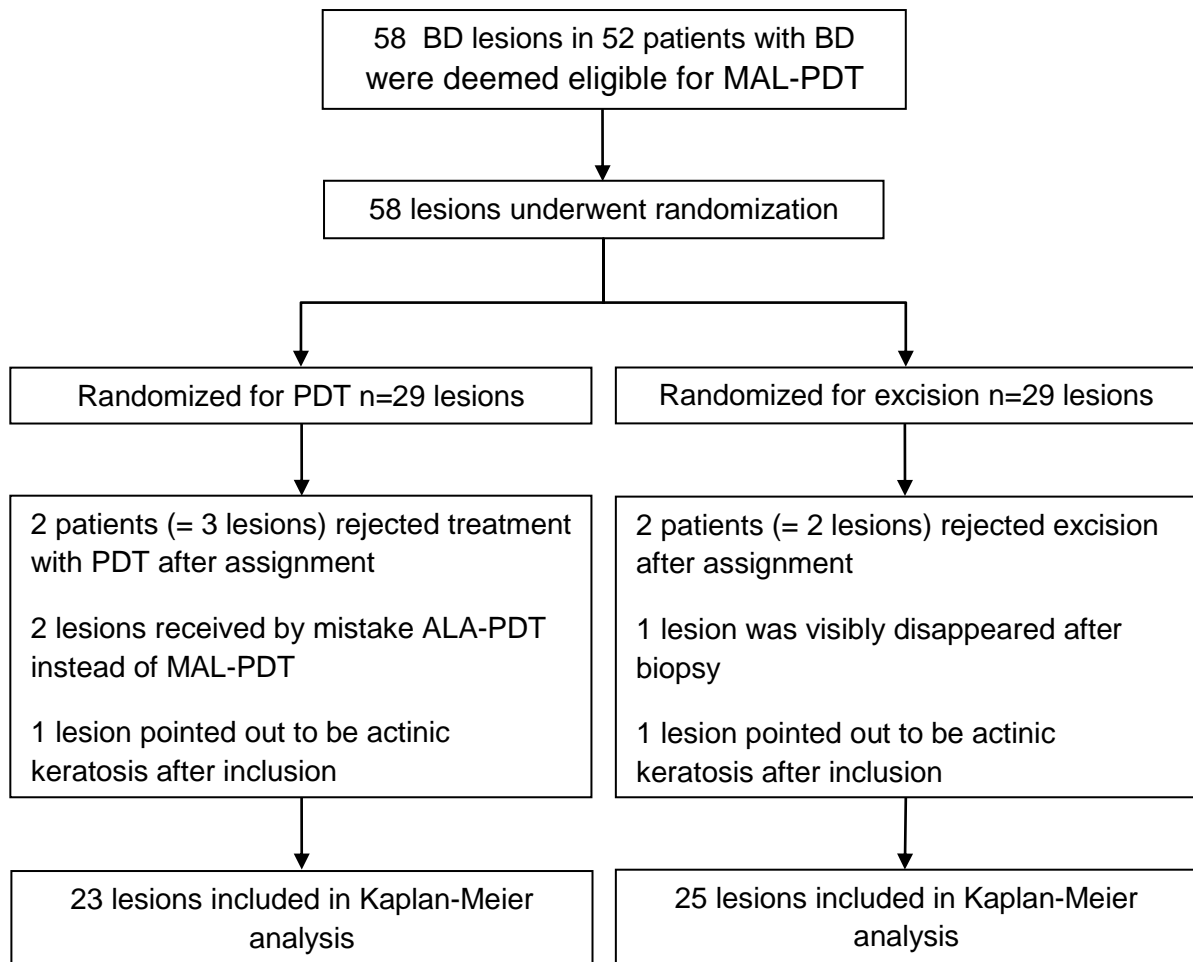 58  BD lesions in 52 patients with BD
were deemed eligible for MAL-PDT
58 lesions underwent randomization
Randomized for PDT n=29 lesions
Randomized for excision n=29 lesions
2 patients (= 3 lesions) rejected treatment
with PDT after assignment
2 lesions received by mistake ALA-PDT
instead of MAL-PDT
1 lesion pointed out to be actinic
keratosis after inclusion
2 patients (= 2 lesions) rejected excision
after assignment
1 lesion was visibly disappeared after
biopsy
1 lesion pointed out to be actinic
keratosis after inclusion
23 lesions included in Kaplan-Meier
analysis
25 lesions included in Kaplan-Meier
analysis